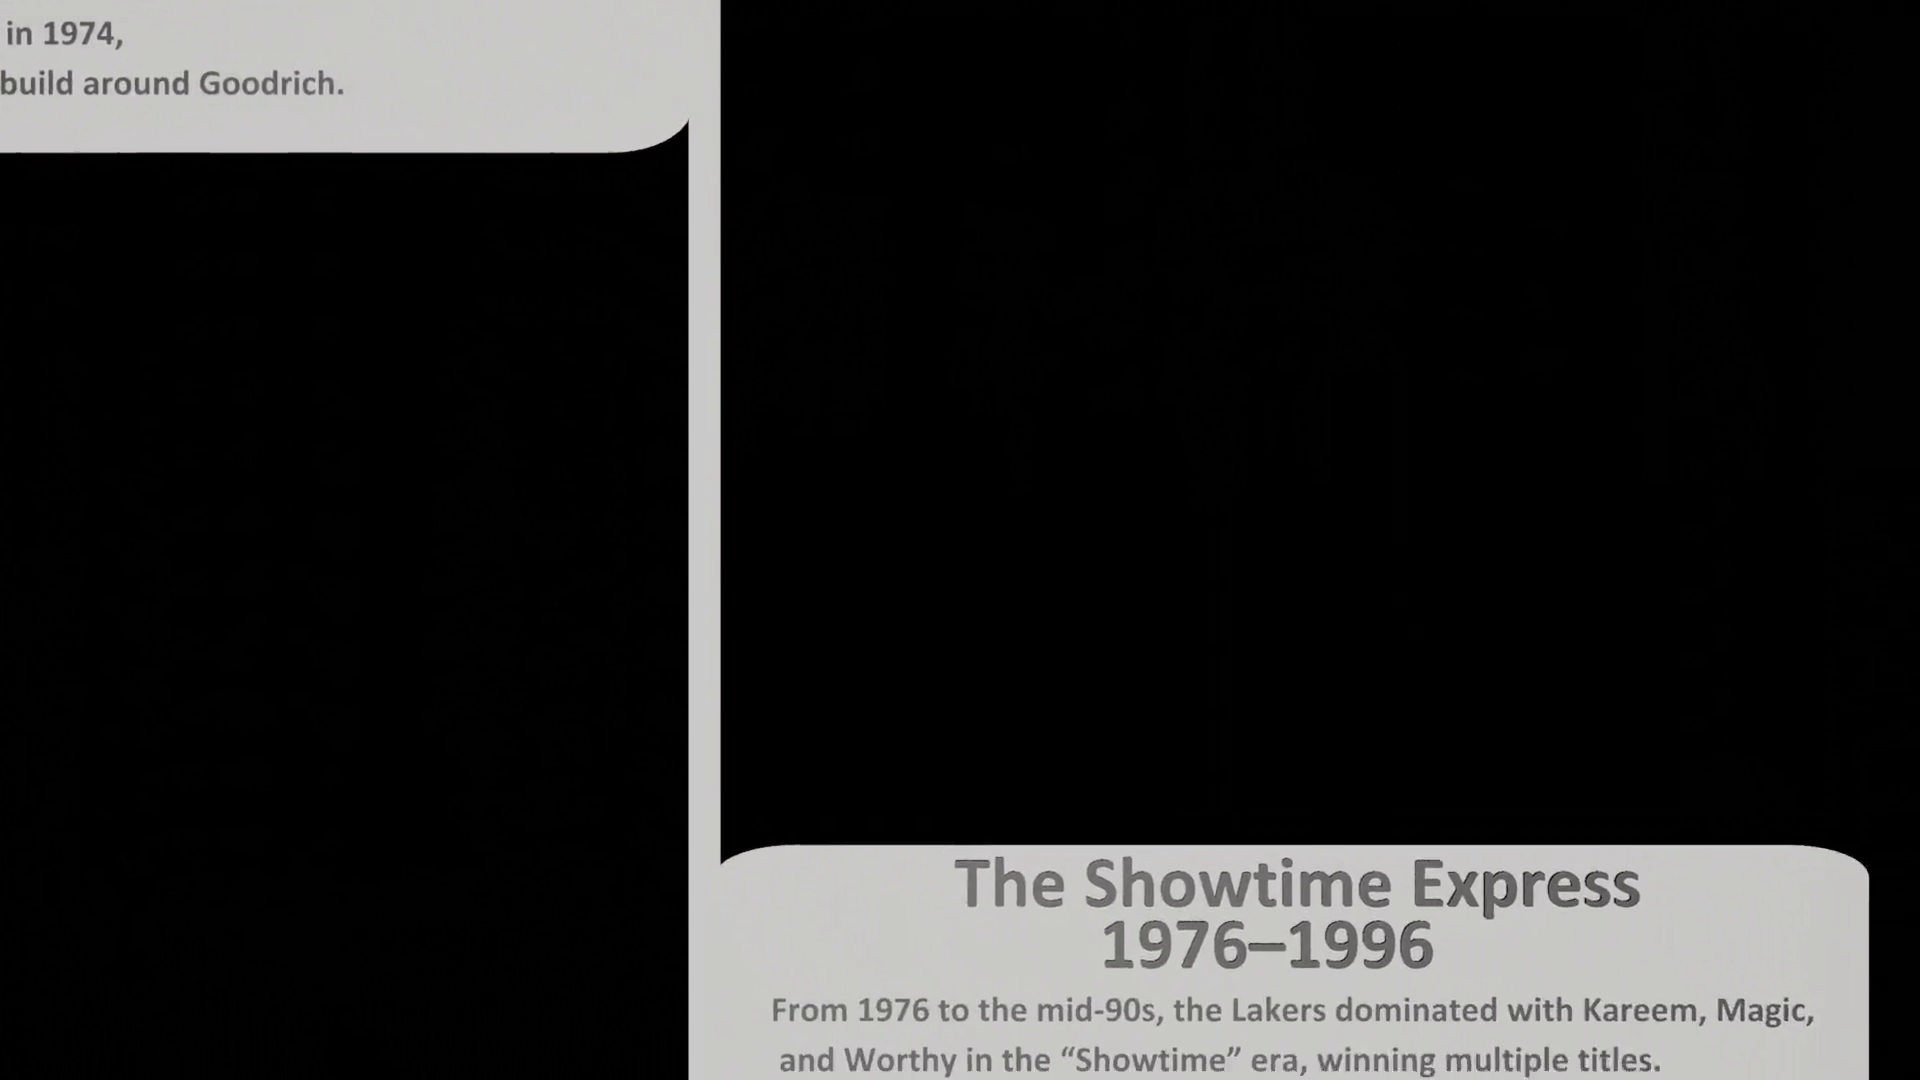 in 1974,
build around Goodrich.
The Showtime Express
1976–1996
From 1976 to the mid-90s, the Lakers dominated with Kareem, Magic,
and Worthy in the “Showtime” era, winning multiple titles.